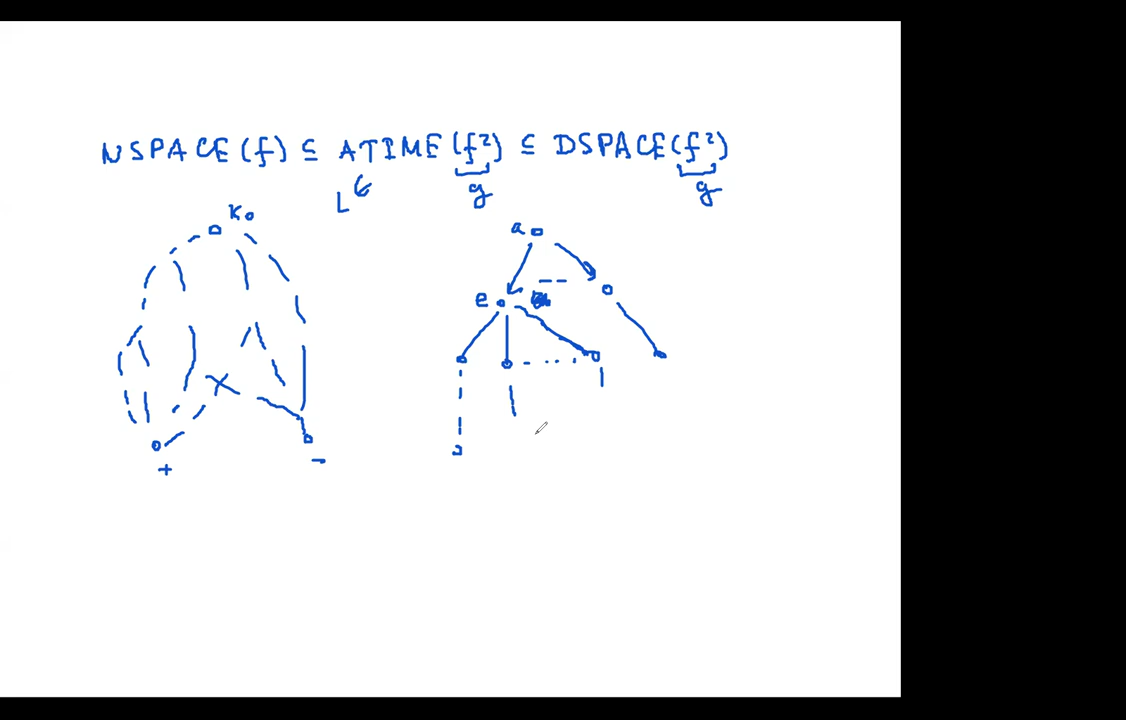 NSPACE(f) ⊆ ATIME(f²) ⊆ DSPACE(f²)
L ∈ g g
K₀ a
e
+ −